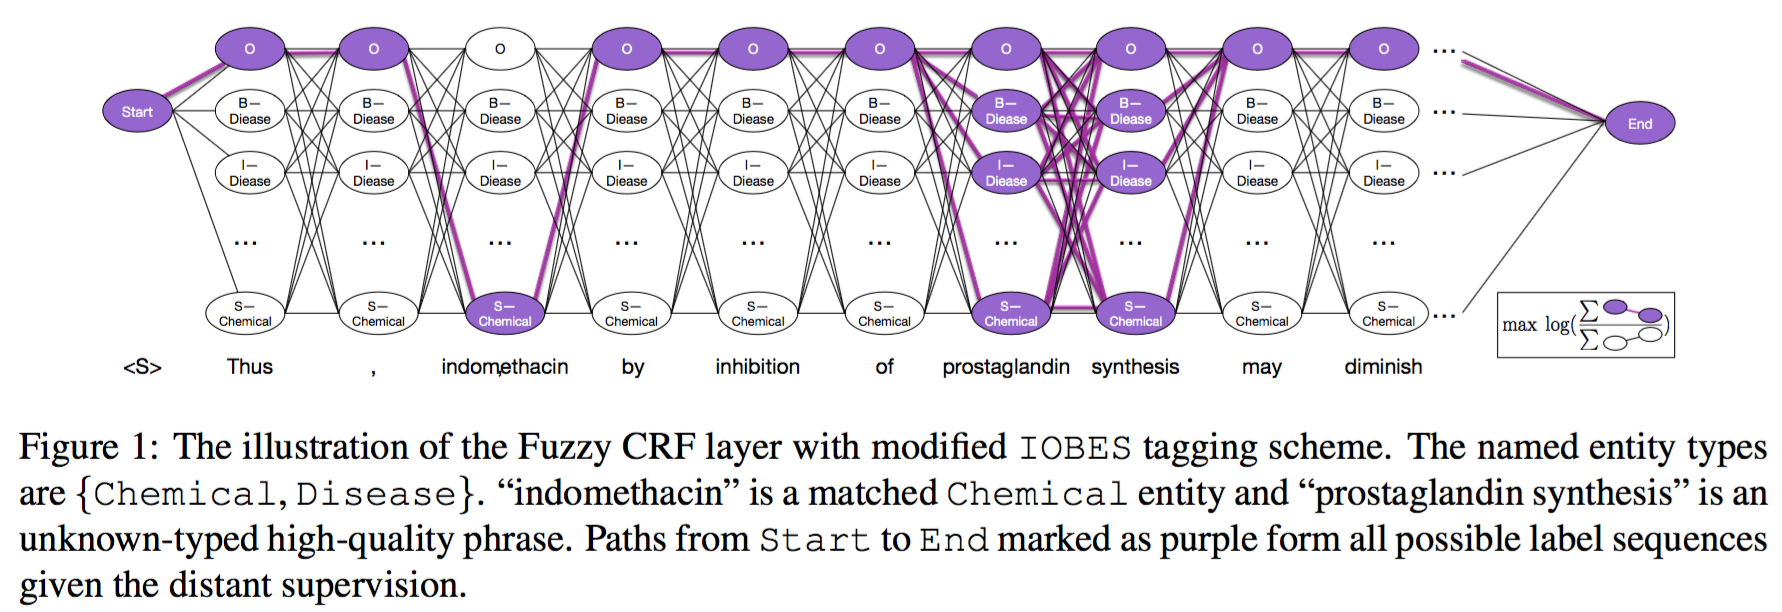 O O O O O O O O O O ...
Start B— Diease B— Diease B— Diease B— Diease B— Diease B— Diease B— Diease B— Diease B— Diease B— Diease ... End
I— Diease I— Diease I— Diease I— Diease I— Diease I— Diease I— Diease I— Diease I— Diease I— Diease ...
... ... ... ... ... ... ... ... ... ...
S— Chemical S— Chemical S— Chemical S— Chemical S— Chemical S— Chemical S— Chemical S— Chemical S— Chemical S— Chemical ...
max log(∑ / ∑)
<S> Thus , indomethacin by inhibition of prostaglandin synthesis may diminish
Figure 1: The illustration of the Fuzzy CRF layer with modified IOBES tagging scheme. The named entity types
are {Chemical, Disease}. “indomethacin” is a matched Chemical entity and “prostaglandin synthesis” is an
unknown-typed high-quality phrase. Paths from Start to End marked as purple form all possible label sequences
given the distant supervision.